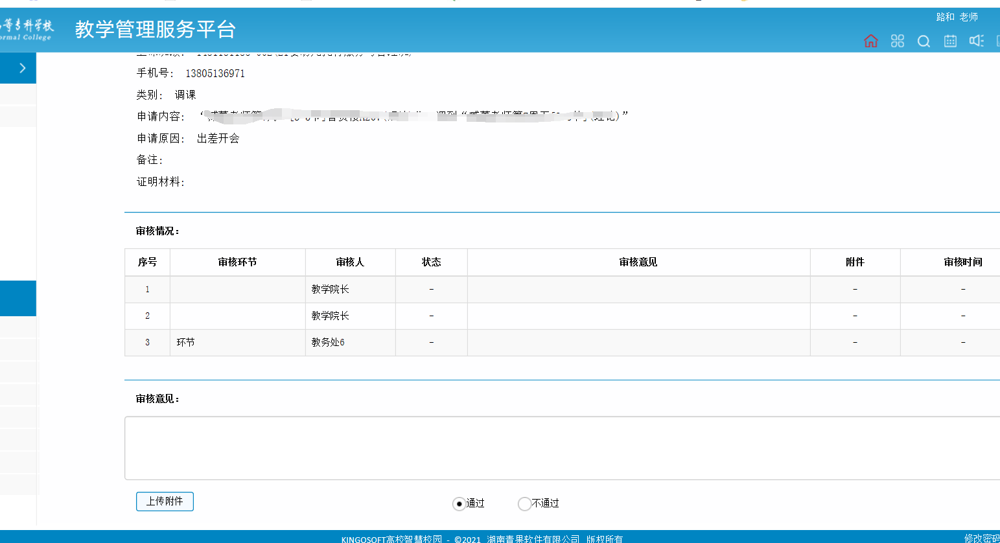 路和 老师
等专科学校
ormal College
教学管理服务平台
手机号: 13805136971
类别: 调课
申请内容:
申请原因: 出差开会
备注:
证明材料:
审核情况:
序号 审核环节 审核人 状态 审核意见 附件 审核时间
1 教学院长 - - -
2 教学院长 - - -
3 环节 教务处6 - - -
审核意见:
上传附件 通过 不通过
KINGOSOFT高校智慧校园 - ©2021 湖南青果软件有限公司 版权所有
修改密码